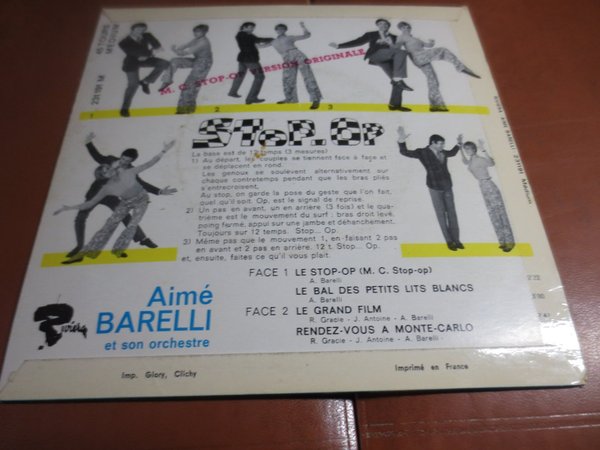 45 TOURS
MEDIUM
231 191 M
M. C. STOP-OP VERSION ORIGINALE
1
2
3
STOP. OP
La base est de 12 temps (3 mesures)
1) Au départ, les couples se tiennent face à face et
se déplacent en rond.
Les genoux se soulèvent alternativement sur
chaque contretemps pendant que les bras pliés
s'entrecroisent.
Au stop, on garde la pose du geste que l'on fait,
quel qu'il soit. Op, est le signal de reprise.
2) Un pas en avant, un en arrière (3 fois) et le qua-
trième est le mouvement du surf : bras droit levé,
poing fermé, appui sur une jambe et déhanchement.
Toujours sur 12 temps. Stop... Op.
3) Même pas que le mouvement 1, en faisant 2 pas
en avant et 2 pas en arrière. 12 t. Stop... Op.
et, ensuite, faites ce qu'il vous plait.
FACE 1 LE STOP-OP (M. C. Stop-op)
A. Barelli
LE BAL DES PETITS LITS BLANCS
A. Barelli
FACE 2 LE GRAND FILM
R. Gracie - J. Antoine - A. Barelli
RENDEZ-VOUS A MONTE-CARLO
R. Gracie - J. Antoine - A. Barelli
Aimé
BARELLI
et son orchestre
Riviera
Imp. Glory, Clichy
Imprimé en France